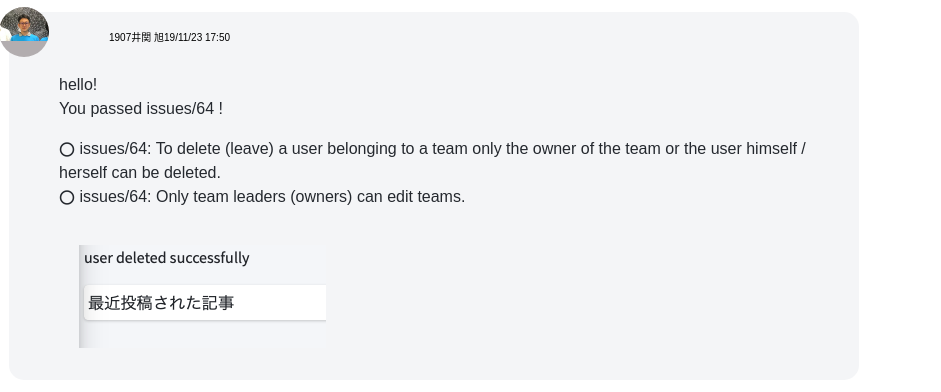 1907井関 旭19/11/23 17:50
hello!
You passed issues/64 !
◯ issues/64: To delete (leave) a user belonging to a team only the owner of the team or the user himself /
herself can be deleted.
◯ issues/64: Only team leaders (owners) can edit teams.
user deleted successfully
最近投稿された記事